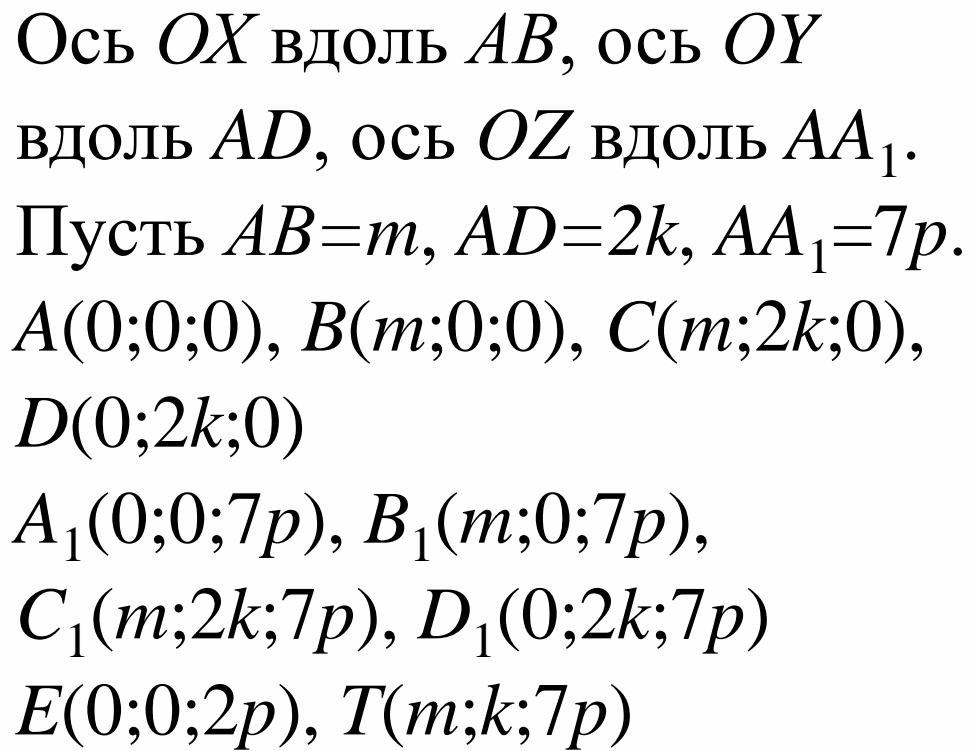 Ось OX вдоль AB, ось OY
вдоль AD, ось OZ вдоль AA₁.
Пусть AB=m, AD=2k, AA₁=7p.
A(0;0;0), B(m;0;0), C(m;2k;0),
D(0;2k;0)
A₁(0;0;7p), B₁(m;0;7p),
C₁(m;2k;7p), D₁(0;2k;7p)
E(0;0;2p), T(m;k;7p)